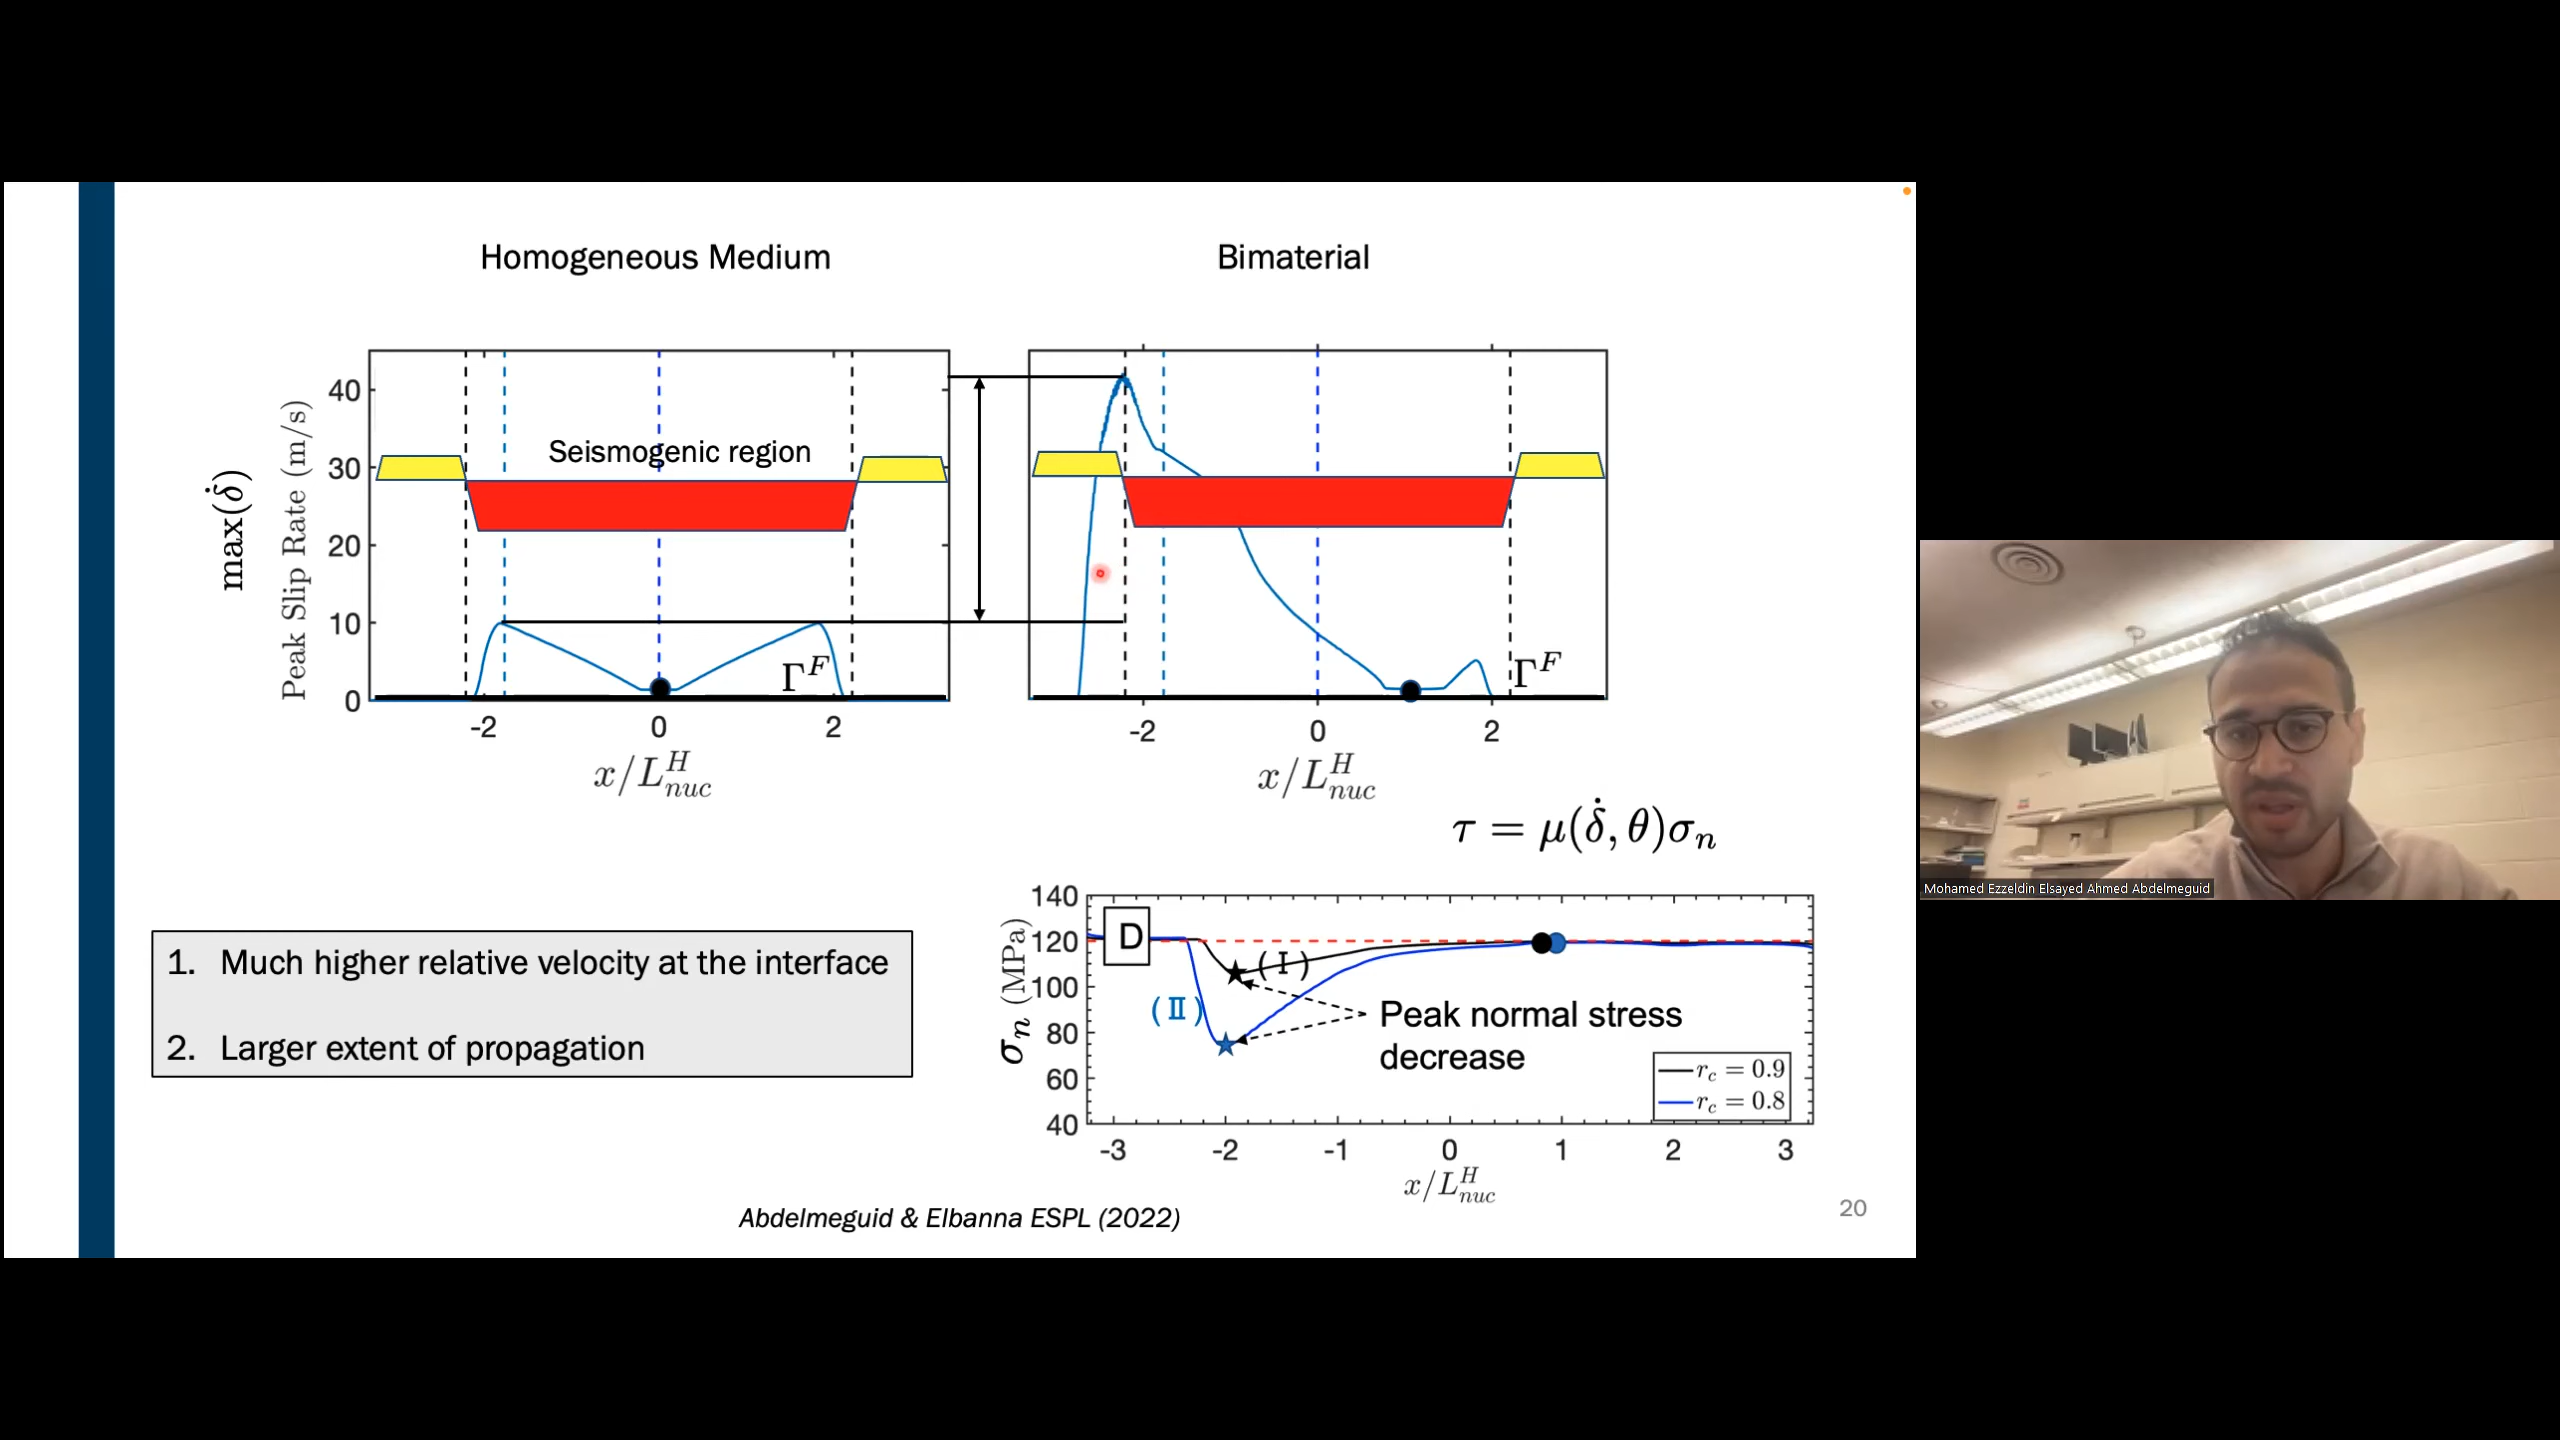 Homogeneous Medium
Bimaterial
max(δ̇)
Peak Slip Rate (m/s)
40
30
20
10
0
Seismogenic region
Γ^F
-2 0 2
x/L^H_nuc
Γ^F
-2 0 2
x/L^H_nuc
τ = μ(δ̇, θ)σ_n
1. Much higher relative velocity at the interface
2. Larger extent of propagation
σ_n (MPa)
140
120
100
80
60
40
D
(I)
(II)
Peak normal stress
decrease
r_c = 0.9
r_c = 0.8
-3 -2 -1 0 1 2 3
x/L^H_nuc
Abdelmeguid & Elbanna ESPL (2022)
20
Mohamed Ezzeldin Elsayed Ahmed Abdelmeguid